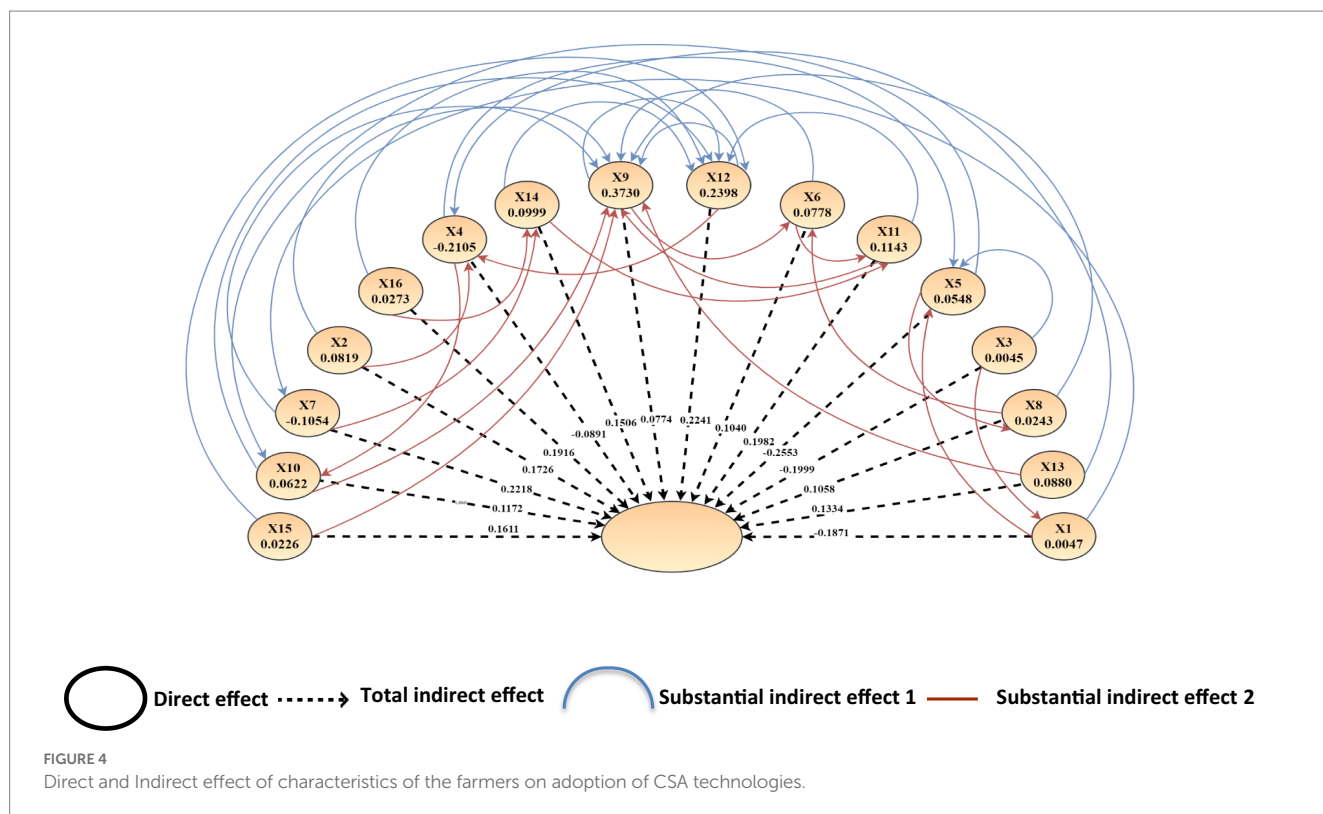 X9
0.3730
X12
0.2398
X14
0.0999
X6
0.0778
X4
-0.2105
X11
0.1143
X16
0.0273
X5
0.0548
X2
0.0819
X3
0.0045
X7
-0.1054
X8
0.0243
X10
0.0622
X13
0.0880
X15
0.0226
X1
0.0047
0.1506
0.0774
0.2241
0.1040
-0.0891
0.1982
0.1916
-0.2553
0.1726
-0.1999
0.2218
0.1058
0.1172
0.1334
0.1611
-0.1871
Direct effect
Total indirect effect
Substantial indirect effect 1
Substantial indirect effect 2
FIGURE 4
Direct and Indirect effect of characteristics of the farmers on adoption of CSA technologies.